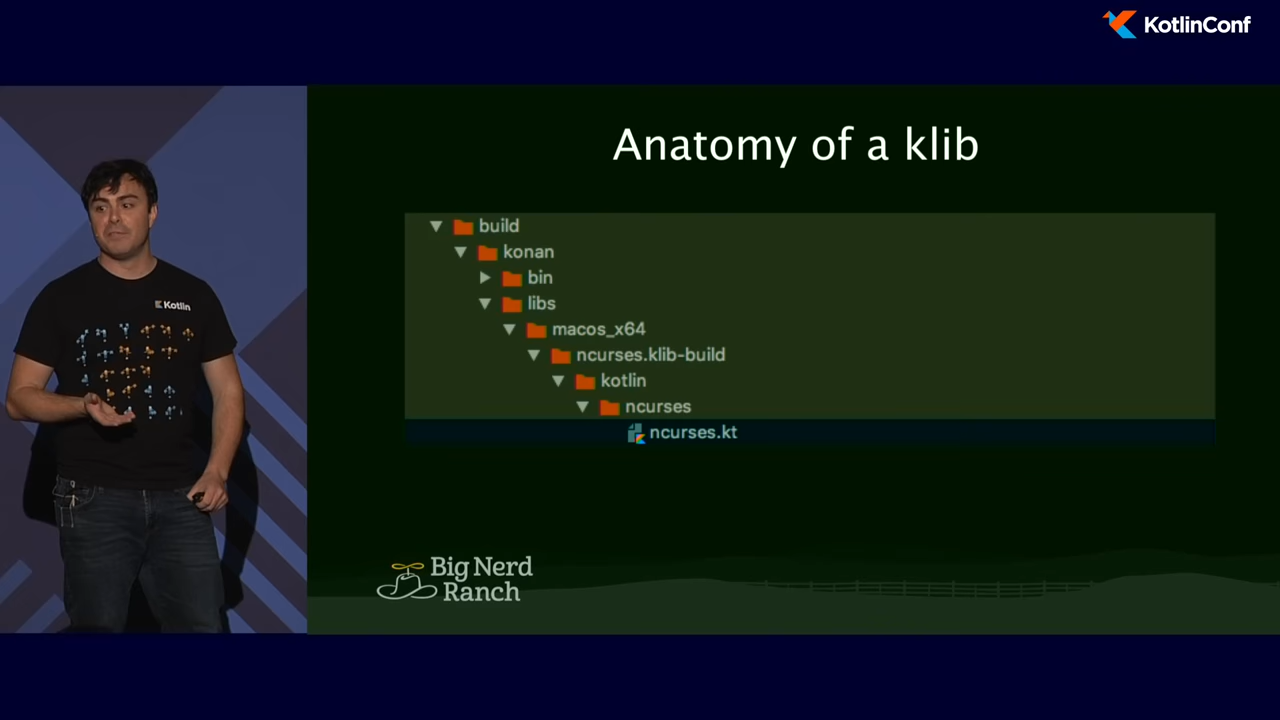 KotlinConf
Anatomy of a klib
build
konan
bin
libs
macos_x64
ncurses.klib-build
kotlin
ncurses
ncurses.kt
Kotlin
Big Nerd
Ranch